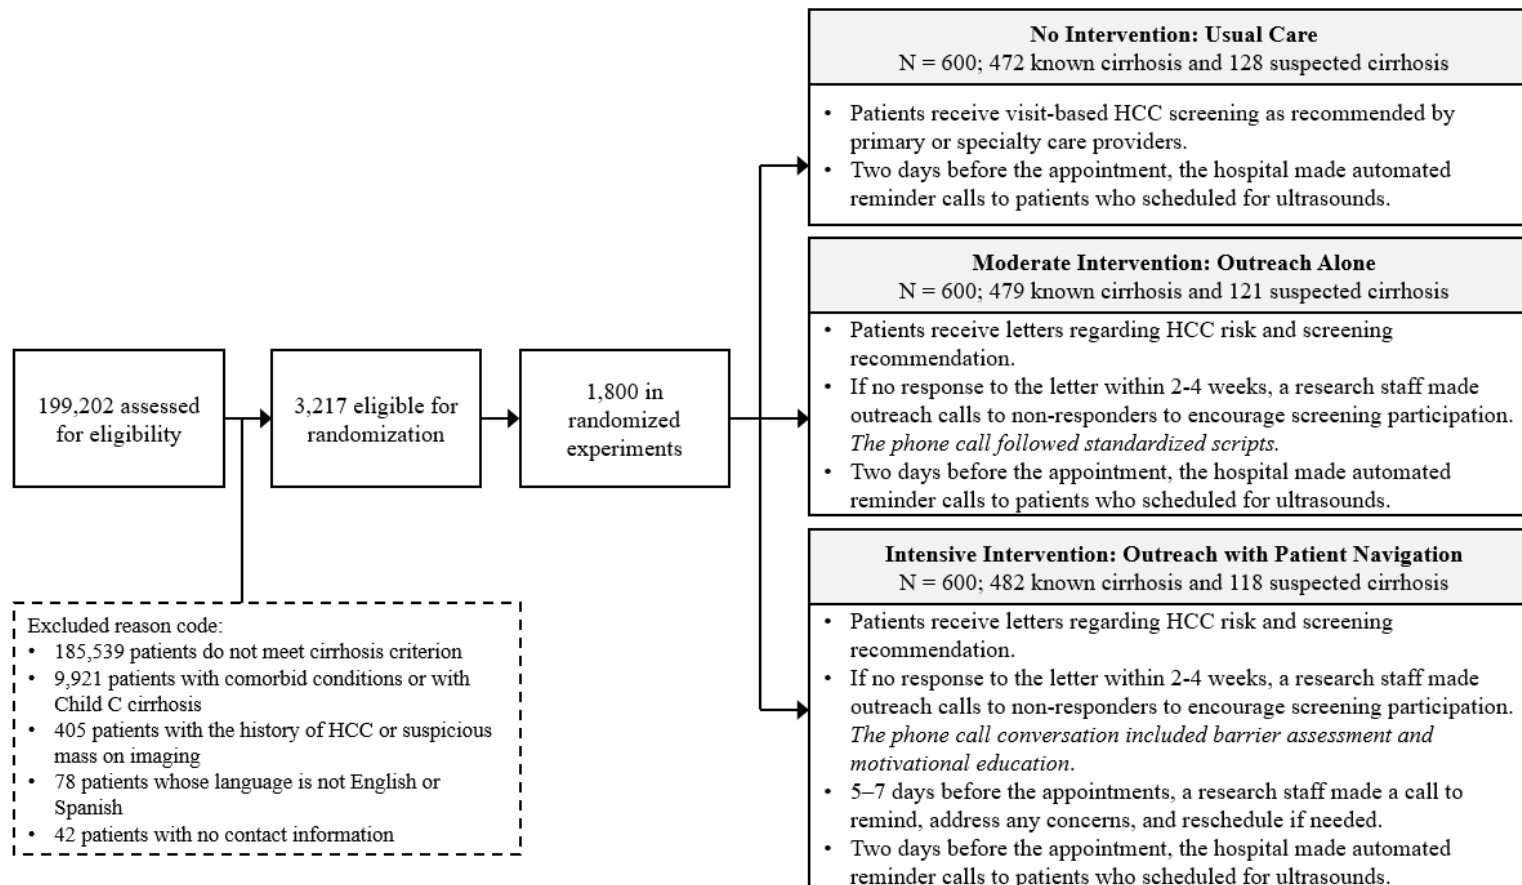 199,202 assessed
for eligibility
3,217 eligible for
randomization
1,800 in
randomized
experiments
Excluded reason code:
• 185,539 patients do not meet cirrhosis criterion
• 9,921 patients with comorbid conditions or with
Child C cirrhosis
• 405 patients with the history of HCC or suspicious
mass on imaging
• 78 patients whose language is not English or
Spanish
• 42 patients with no contact information
No Intervention: Usual Care
N = 600; 472 known cirrhosis and 128 suspected cirrhosis
• Patients receive visit-based HCC screening as recommended by
primary or specialty care providers.
• Two days before the appointment, the hospital made automated
reminder calls to patients who scheduled for ultrasounds.
Moderate Intervention: Outreach Alone
N = 600; 479 known cirrhosis and 121 suspected cirrhosis
• Patients receive letters regarding HCC risk and screening
recommendation.
• If no response to the letter within 2-4 weeks, a research staff made
outreach calls to non-responders to encourage screening participation.
The phone call followed standardized scripts.
• Two days before the appointment, the hospital made automated
reminder calls to patients who scheduled for ultrasounds.
Intensive Intervention: Outreach with Patient Navigation
N = 600; 482 known cirrhosis and 118 suspected cirrhosis
• Patients receive letters regarding HCC risk and screening
recommendation.
• If no response to the letter within 2-4 weeks, a research staff made
outreach calls to non-responders to encourage screening participation.
The phone call conversation included barrier assessment and
motivational education.
• 5–7 days before the appointments, a research staff made a call to
remind, address any concerns, and reschedule if needed.
• Two days before the appointment, the hospital made automated
reminder calls to patients who scheduled for ultrasounds.